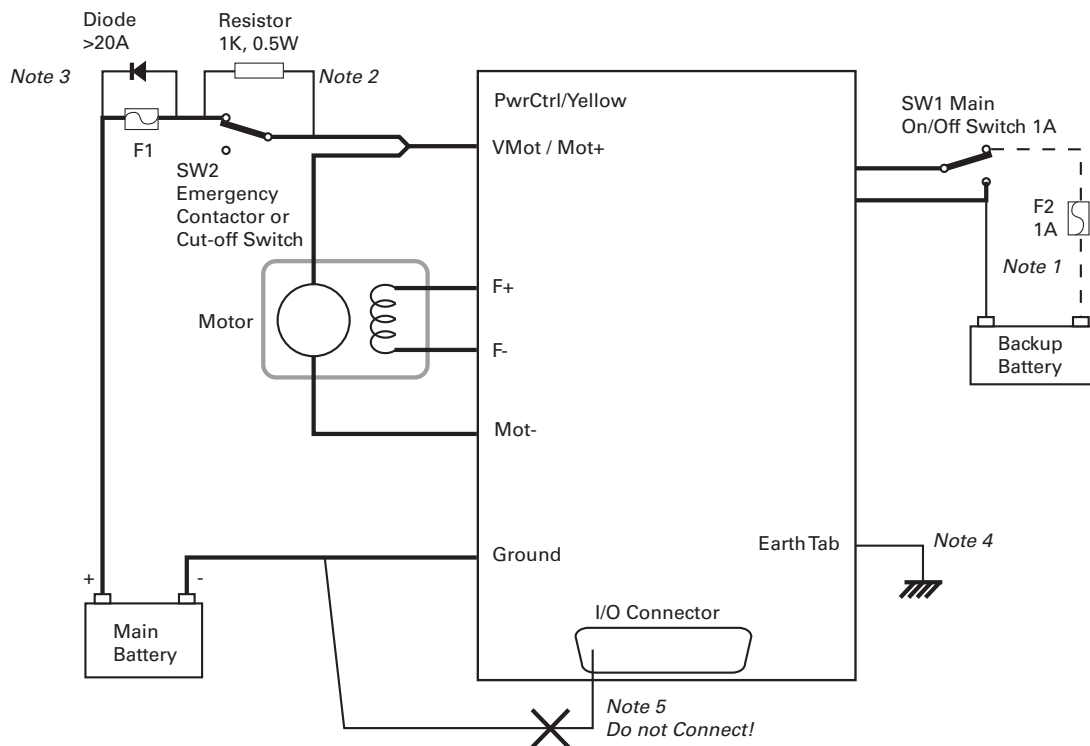 Diode
>20A
Resistor
1K, 0.5W
Note 3
Note 2
F1
SW2
Emergency
Contactor or
Cut-off Switch
PwrCtrl/Yellow
VMot / Mot+
SW1 Main
On/Off Switch 1A
F2
1A
Note 1
Backup
Battery
Motor
F+
F-
Mot-
Ground
Earth Tab
Note 4
+
-
Main
Battery
I/O Connector
Note 5
Do not Connect!